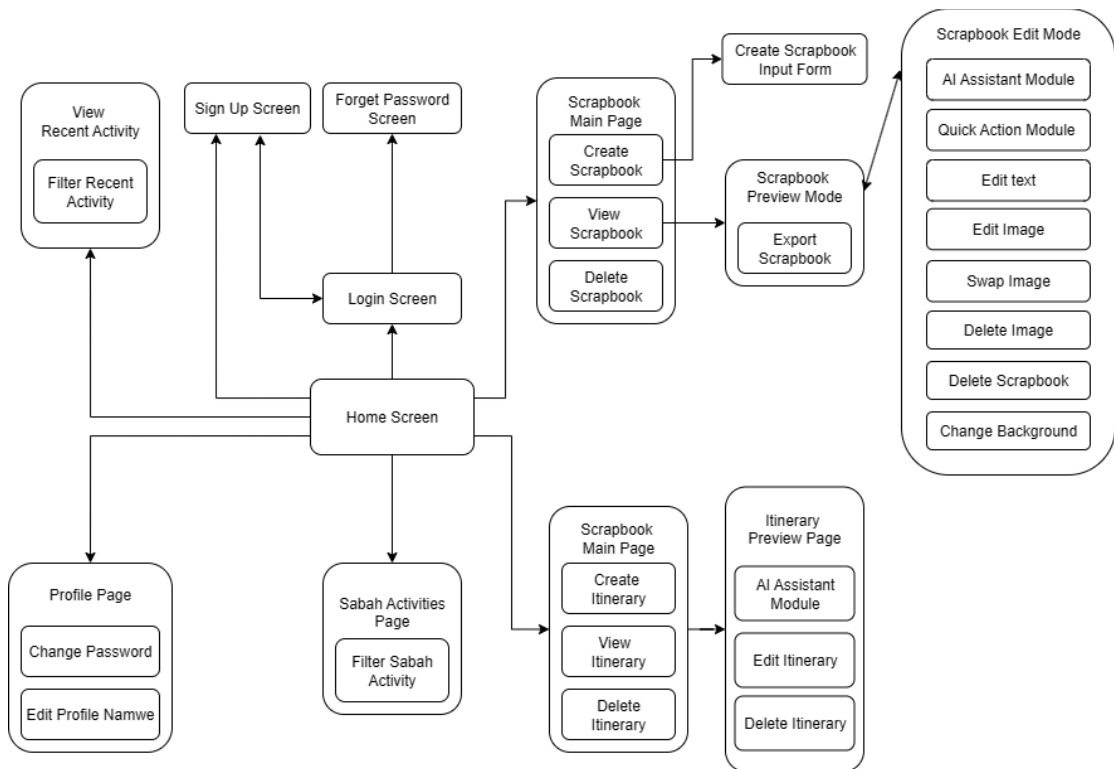 View
Recent Activity
Filter Recent
Activity
Sign Up Screen
Forget Password
Screen
Login Screen
Home Screen
Profile Page
Change Password
Edit Profile Namwe
Sabah Activities
Page
Filter Sabah
Activity
Scrapbook
Main Page
Create
Scrapbook
View
Scrapbook
Delete
Scrapbook
Create Scrapbook
Input Form
Scrapbook
Preview Mode
Export
Scrapbook
Scrapbook Edit Mode
AI Assistant Module
Quick Action Module
Edit text
Edit Image
Swap Image
Delete Image
Delete Scrapbook
Change Background
Scrapbook
Main Page
Create
Itinerary
View
Itinerary
Delete
Itinerary
Itinerary
Preview Page
AI Assistant
Module
Edit Itinerary
Delete Itinerary